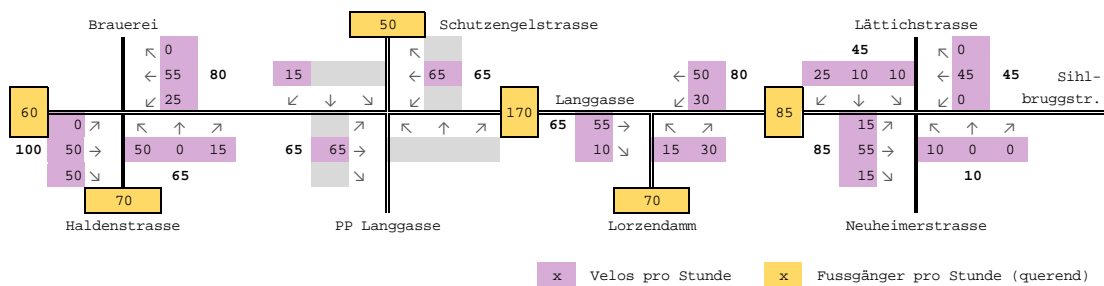 Brauerei Schutzengelstrasse Lättichstrasse
50
0 45 0
15 55 80 65 65 50 80 25 10 10 45 45 Sihl-
25 Langgasse 30 0 bruggstr.
60 170 85
0 65 55 15
100 50 50 0 15 65 65 10 15 30 85 55 10 0 0
50 65 15 10
70 70
Haldenstrasse PP Langgasse Lorzendamm Neuheimerstrasse
x Velos pro Stunde x Fussgänger pro Stunde (querend)